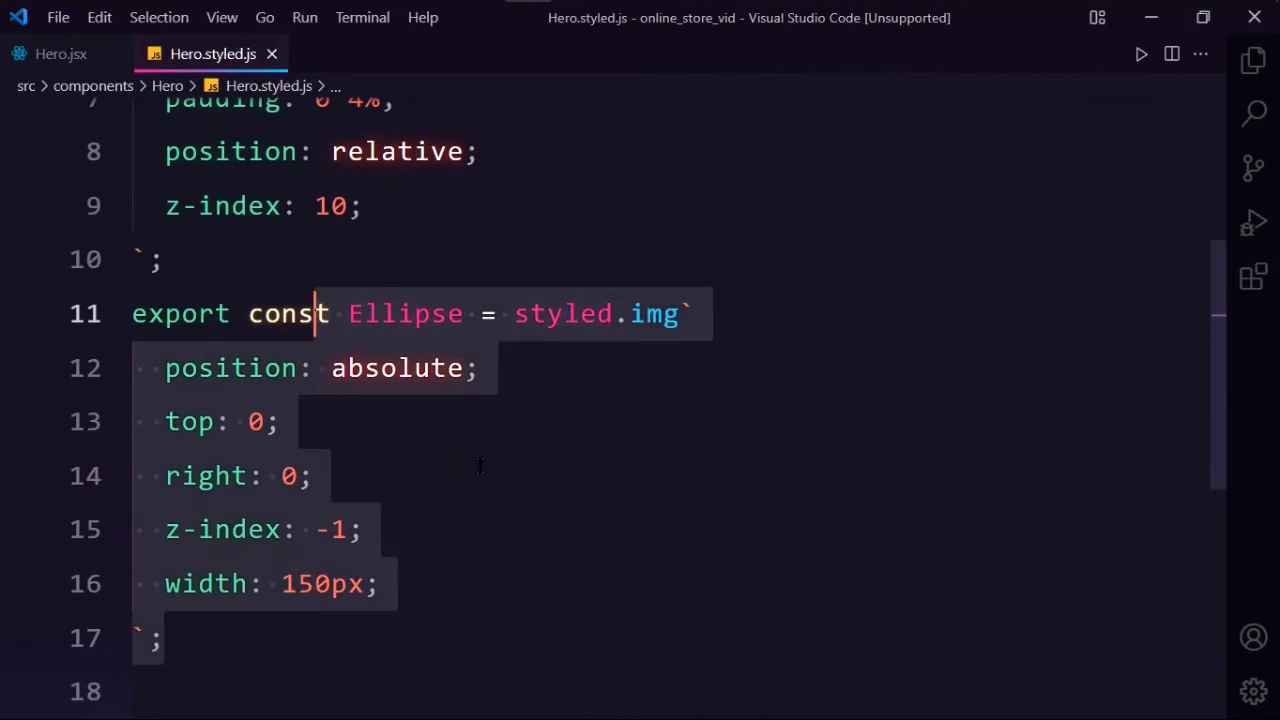 File Edit Selection View Go Run Terminal Help Hero.styled.js - online_store_vid - Visual Studio Code [Unsupported]
Hero.jsx JS Hero.styled.js ×
src > components > Hero > JS Hero.styled.js > ...
7 padding: 0 4%;
8 position: relative;
9 z-index: 10;
10 `;
11 export const Ellipse = styled.img`
12 position: absolute;
13 top: 0;
14 right: 0;
15 z-index: -1;
16 width: 150px;
17 `;
18